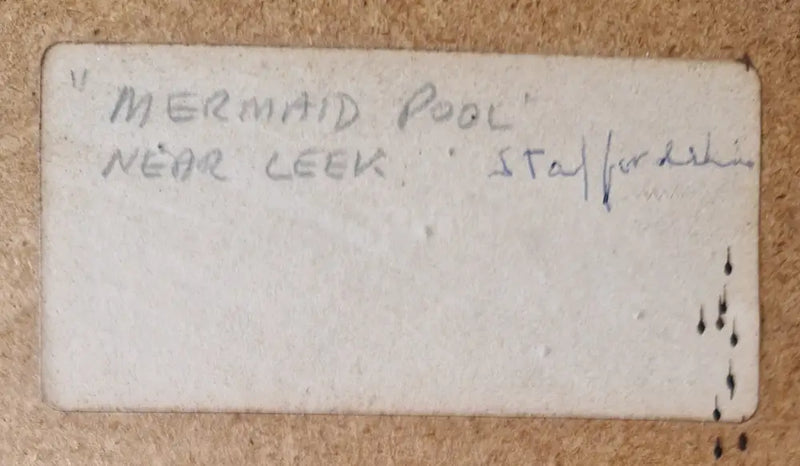 "MERMAID POOL"
NEAR LEEK. Staffordshire